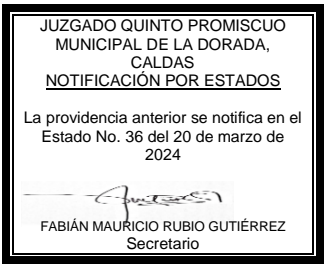 JUZGADO QUINTO PROMISCUO
MUNICIPAL DE LA DORADA,
CALDAS
NOTIFICACIÓN POR ESTADOS
La providencia anterior se notifica en el
Estado No. 36 del 20 de marzo de
2024
FABIÁN MAURICIO RUBIO GUTIÉRREZ
Secretario